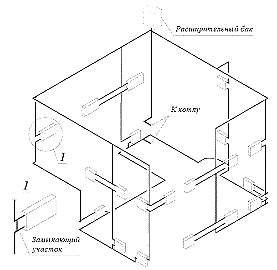 Расширительный бак
К котлу
1
1
Замыкающий
участок